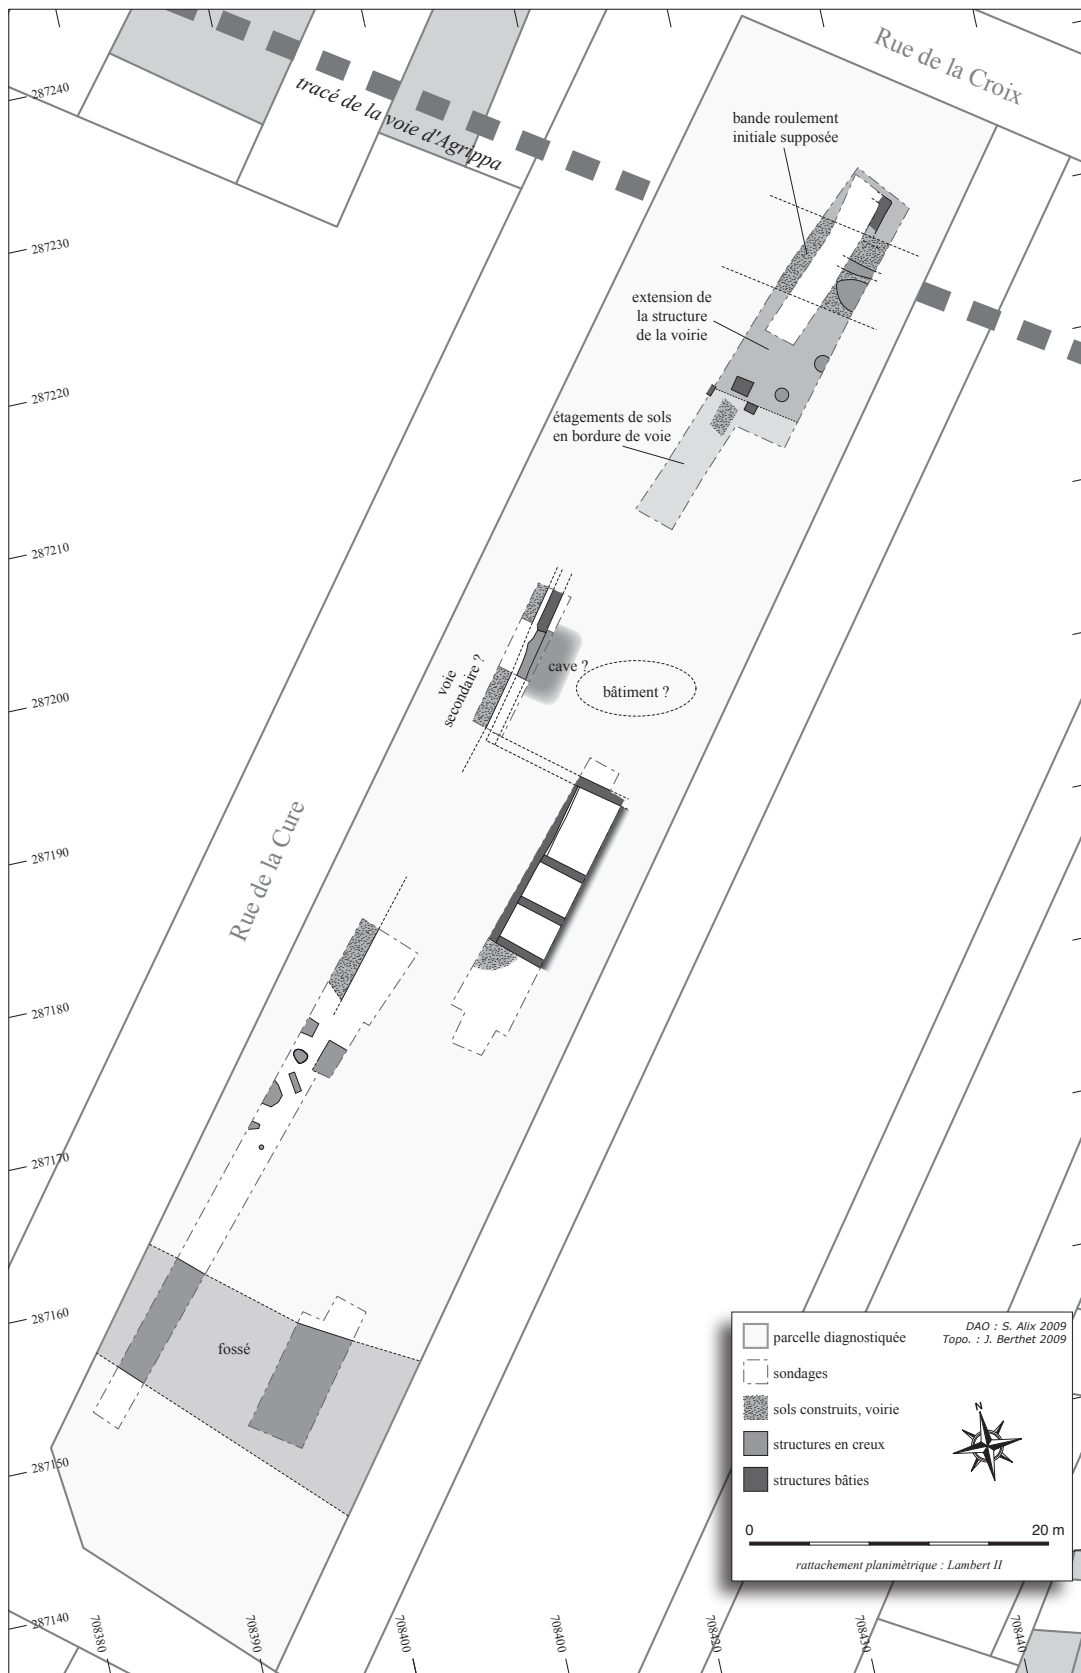 Rue de la Croix
287240
tracé de la voie d'Agrippa
bande roulement
initiale supposée
287230
extension de
la structure
de la voirie
287220
étagements de sols
en bordure de voie
287210
voie
secondaire ?
cave ?
bâtiment ?
287200
287190
Rue de la Cure
287180
287170
287160
fossé
287150
287140
708380
708390
708400
708400
708420
708430
708440
DAO : S. Alix 2009
Topo. : J. Berthet 2009
parcelle diagnostiquée
sondages
sols construits, voirie
structures en creux
structures bâties
N
0
20 m
rattachement planimètrique : Lambert II